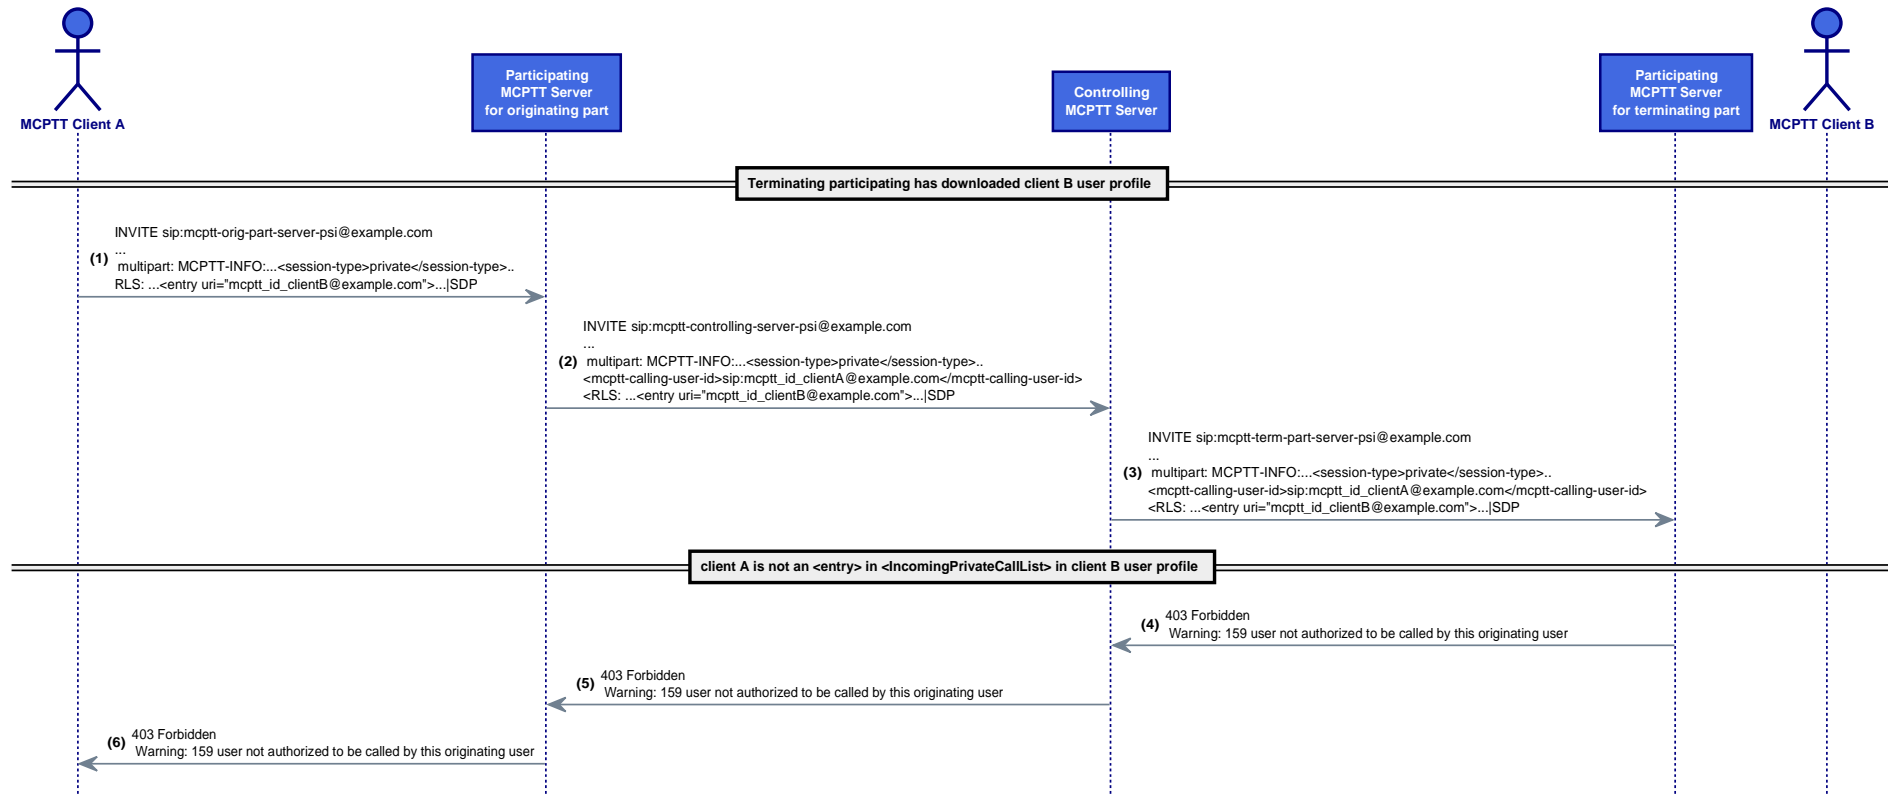 Participating
MCPTT Server
for originating part
Controlling
MCPTT Server
Participating
MCPTT Server
for terminating part
MCPTT Client A
MCPTT Client B
Terminating participating has downloaded client B user profile
INVITE sip:mcptt-orig-part-server-psi@example.com
...
(1)
multipart: MCPTT-INFO:...<session-type>private</session-type>..
RLS: ...<entry uri="mcptt_id_clientB@example.com">...|SDP
INVITE sip:mcptt-controlling-server-psi@example.com
...
(2) multipart: MCPTT-INFO:...<session-type>private</session-type>..
<mcptt-calling-user-id>sip:mcptt_id_clientA@example.com</mcptt-calling-user-id>
<RLS: ...<entry uri="mcptt_id_clientB@example.com">...|SDP
INVITE sip:mcptt-term-part-server-psi@example.com
...
(3) multipart: MCPTT-INFO:...<session-type>private</session-type>..
<mcptt-calling-user-id>sip:mcptt_id_clientA@example.com</mcptt-calling-user-id>
<RLS: ...<entry uri="mcptt_id_clientB@example.com">...|SDP
client A is not an <entry> in <IncomingPrivateCallList> in client B user profile
(4)
403 Forbidden
Warning: 159 user not authorized to be called by this originating user
(5)
403 Forbidden
Warning: 159 user not authorized to be called by this originating user
(6)
403 Forbidden
Warning: 159 user not authorized to be called by this originating user